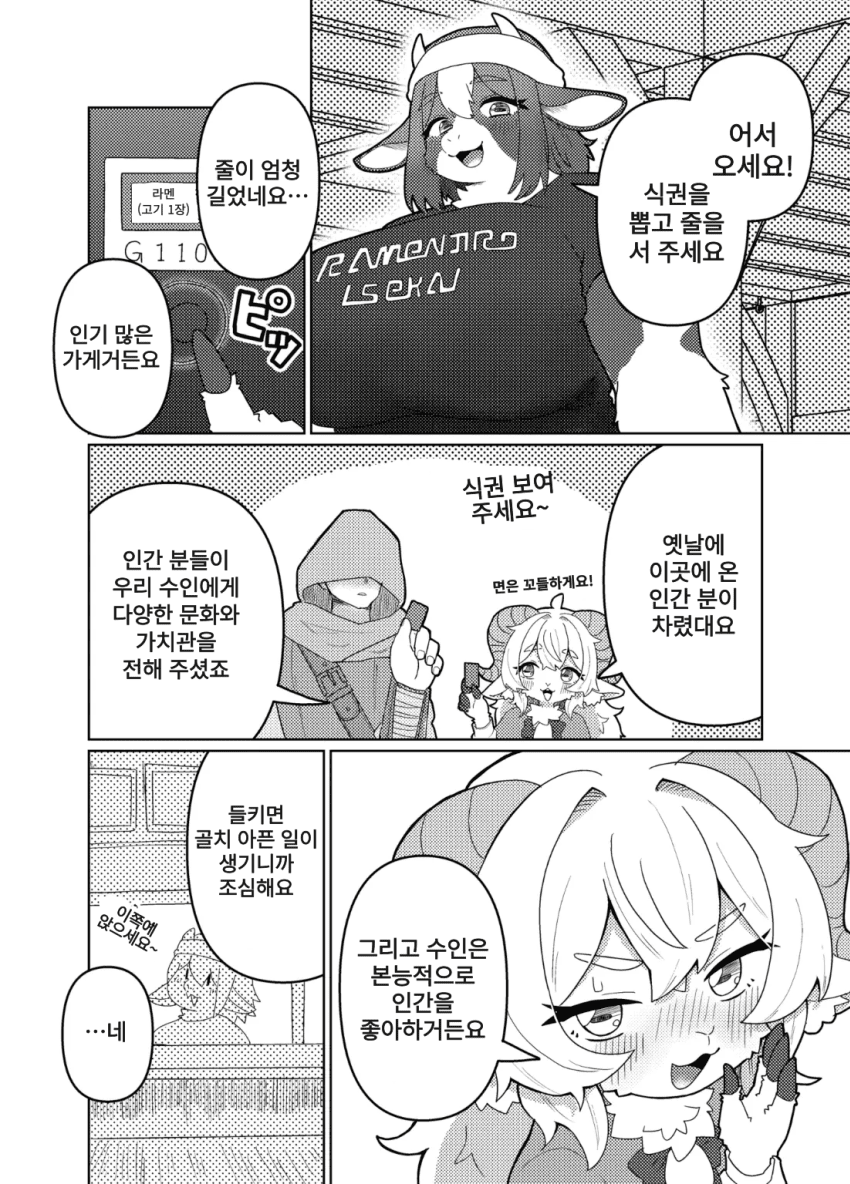 어서
오세요!
식권을
뽑고 줄을
서 주세요
RAMEN JIRO
ISEKAI
줄이 엄청
길었네요…
라멘
(고기 1장)
G110
인기 많은
가게거든요
ピッ
옛날에
이곳에 온
인간 분이
차렸대요
식권 보여
주세요~
면은 꼬들하게요!
인간 분들이
우리 수인에게
다양한 문화와
가치관을
전해 주셨죠
그리고 수인은
본능적으로
인간을
좋아하거든요
들키면
골치 아픈 일이
생기니까
조심해요
이쪽에
앉으세요~
…네